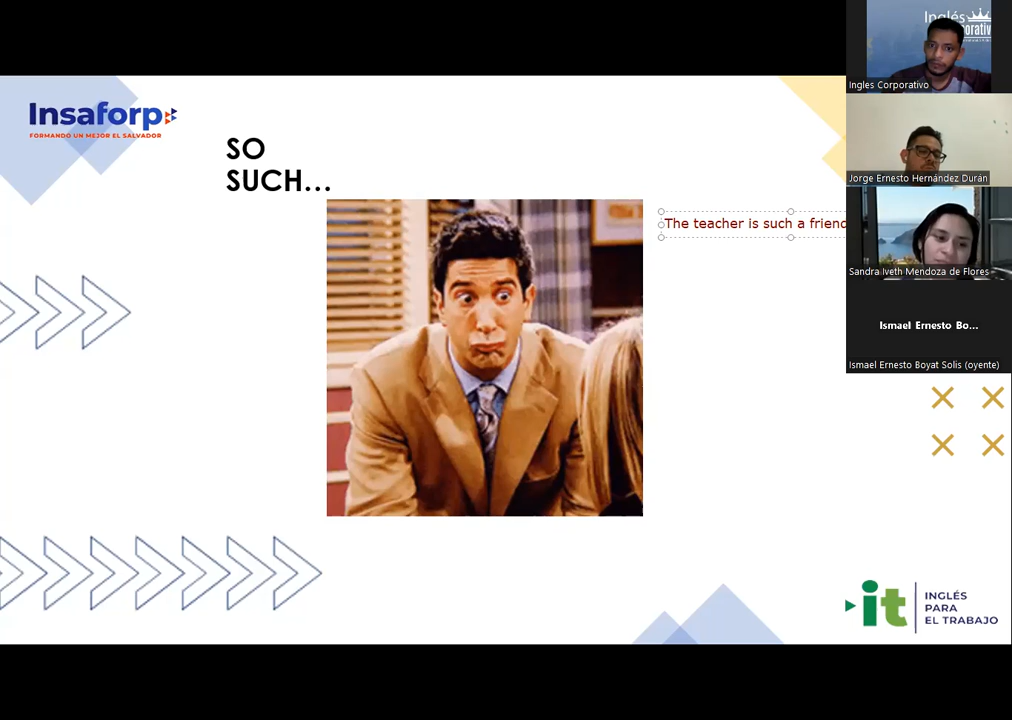 Inglés
Ingles Corporativo
Insaforp
FORMANDO UN MEJOR EL SALVADOR
SO
SUCH...
Jorge Ernesto Hernández Durán
The teacher is such a friend
Sandra Iveth Mendoza de Flores
Ismael Ernesto Bo...
Ismael Ernesto Boyat Solis (oyente)
it
INGLÉS
PARA
EL TRABAJO